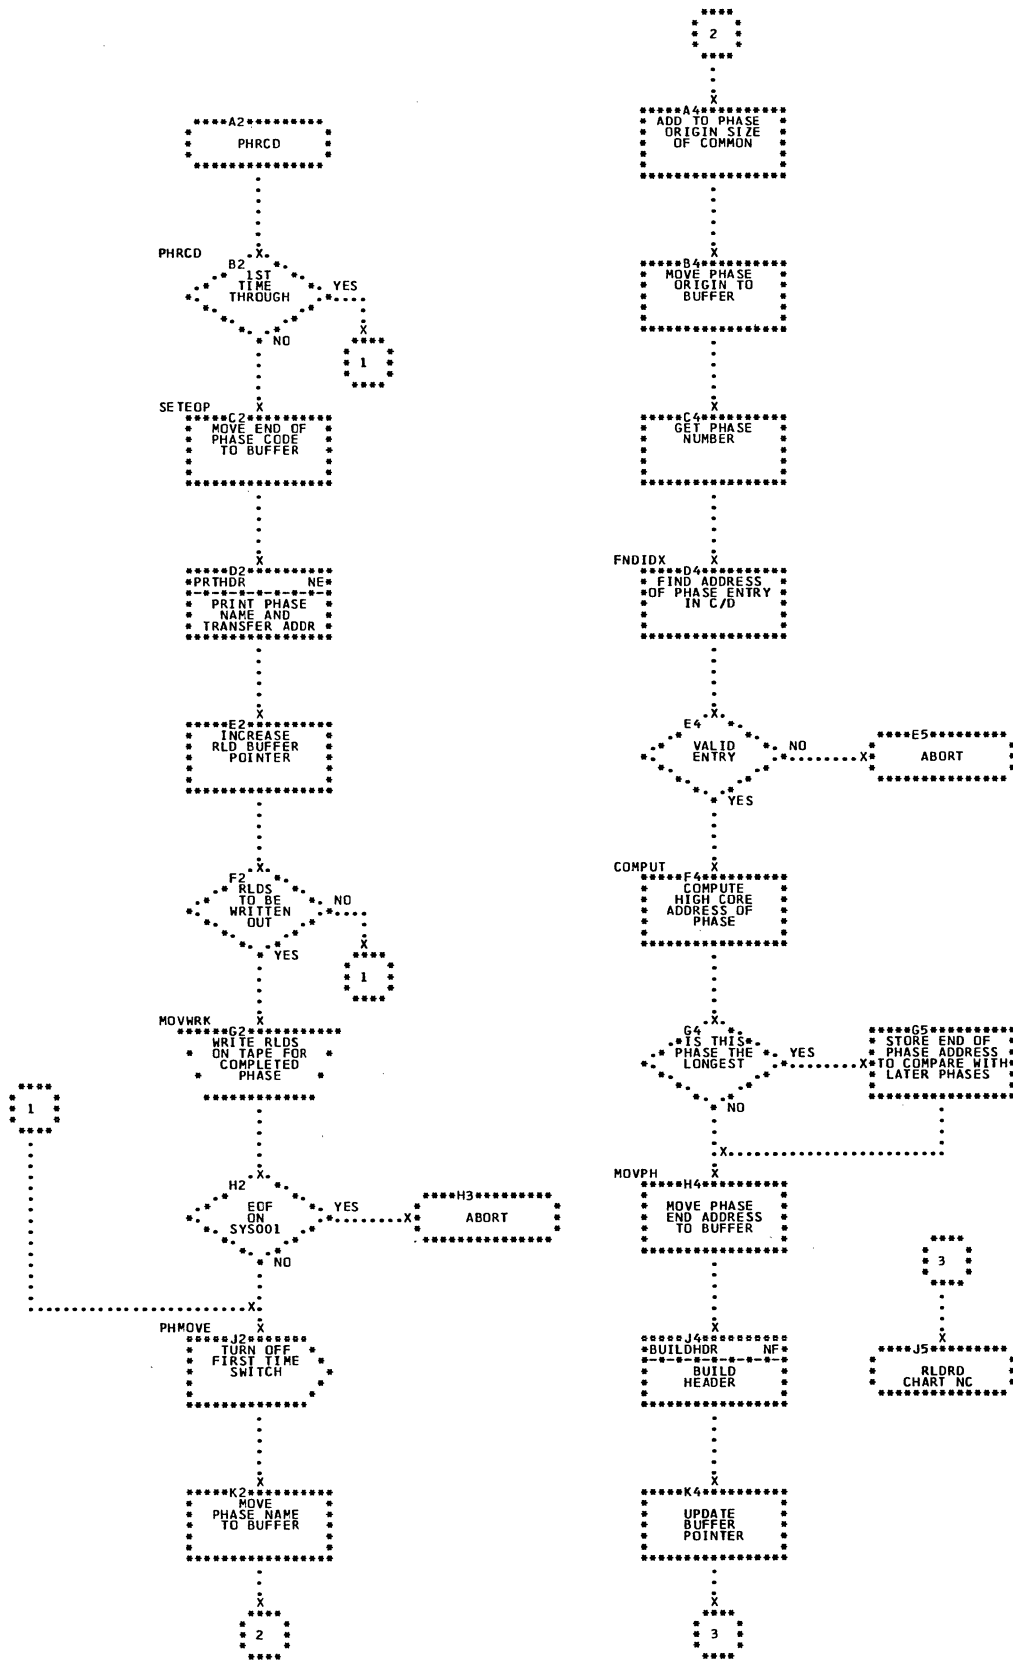 A2
PHRCD
PHRCD
B2
1ST
TIME
THROUGH
YES
NO
1
SETEOP
C2
MOVE END OF
PHASE CODE
TO BUFFER
D2
PRTHDR NE
PRINT PHASE
NAME AND
TRANSFER ADDR
E2
INCREASE
RLD BUFFER
POINTER
F2
RLDS
TO BE
WRITTEN
OUT
NO
YES
1
MOVWRK
G2
WRITE RLDS
ON TAPE FOR
COMPLETED
PHASE
1
H2
EOF
ON
SYS001
YES
NO
H3
ABORT
PHMOVE
J2
TURN OFF
FIRST TIME
SWITCH
K2
MOVE
PHASE NAME
TO BUFFER
2
2
A4
ADD TO PHASE
ORIGIN SIZE
OF COMMON
B4
MOVE PHASE
ORIGIN TO
BUFFER
C4
GET PHASE
NUMBER
FNDIDX
D4
FIND ADDRESS
OF PHASE ENTRY
IN C/D
E4
VALID
ENTRY
NO
YES
E5
ABORT
COMPUT
F4
COMPUTE
HIGH CORE
ADDRESS OF
PHASE
G4
IS THIS
PHASE THE
LONGEST
YES
NO
G5
STORE END OF
PHASE ADDRESS
TO COMPARE WITH
LATER PHASES
MOVPH
H4
MOVE PHASE
END ADDRESS
TO BUFFER
J4
BUILDHDR NF
BUILD
HEADER
3
J5
RLDRD
CHART NC
K4
UPDATE
BUFFER
POINTER
3